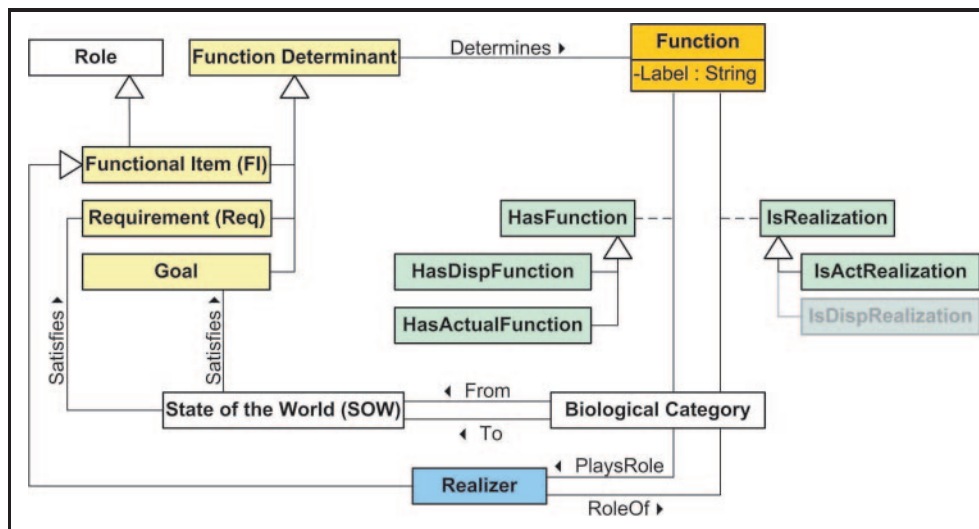 Role
Function Determinant
Determines ▸
Function
-Label : String
Functional Item (FI)
Requirement (Req)
Goal
HasFunction
IsRealization
HasDispFunction
IsActRealization
HasActualFunction
IsDispRealization
Satisfies ▸
Satisfies ▸
State of the World (SOW)
◂ From
◂ To
Biological Category
◂ PlaysRole
Realizer
RoleOf ▸